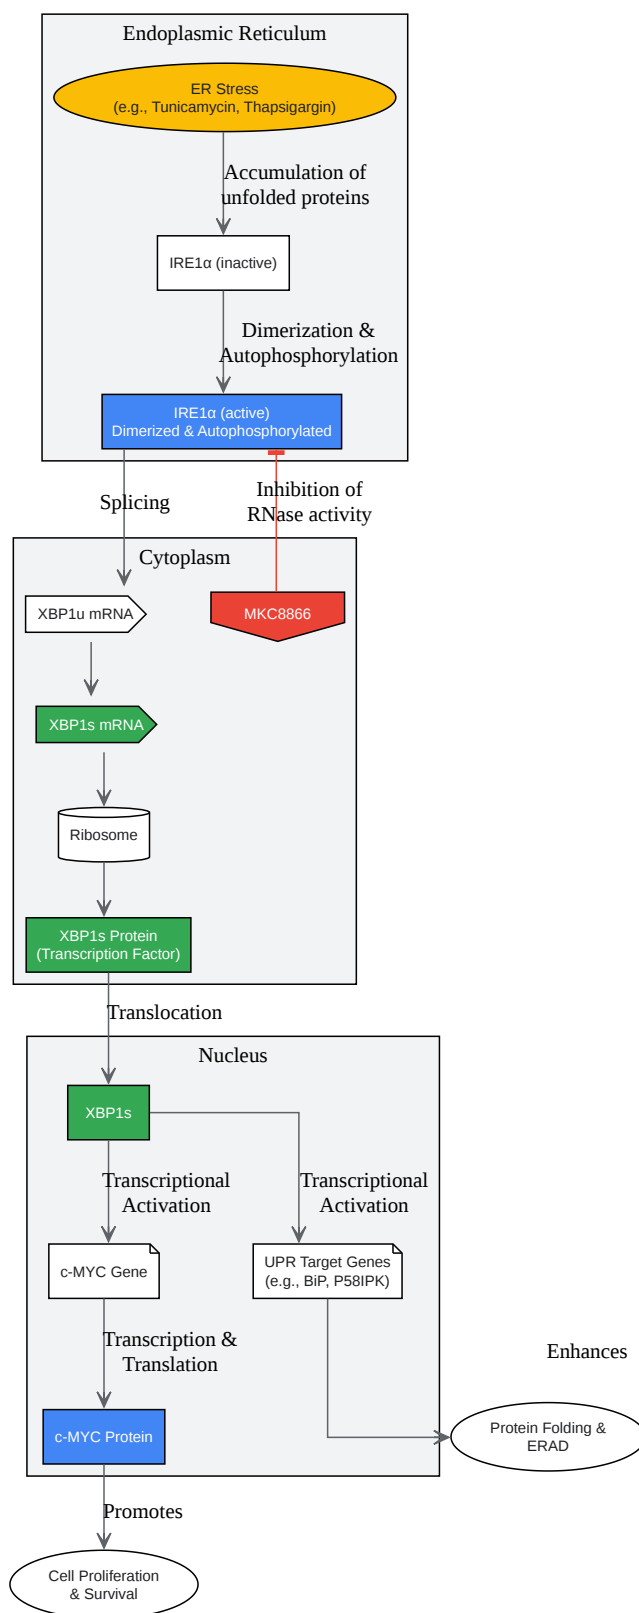 Endoplasmic Reticulum
ER Stress
(e.g., Tunicamycin, Thapsigargin)
Accumulation of
unfolded proteins
IRE1α (inactive)
Dimerization &
Autophosphorylation
IRE1α (active)
Dimerized & Autophosphorylated
Splicing
Inhibition of
RNase activity
Cytoplasm
XBP1u mRNA
MKC8866
XBP1s mRNA
Ribosome
XBP1s Protein
(Transcription Factor)
Translocation
Nucleus
XBP1s
Transcriptional
Activation
Transcriptional
Activation
c-MYC Gene
UPR Target Genes
(e.g., BiP, P58IPK)
Transcription &
Translation
Enhances
c-MYC Protein
Protein Folding &
ERAD
Promotes
Cell Proliferation
& Survival